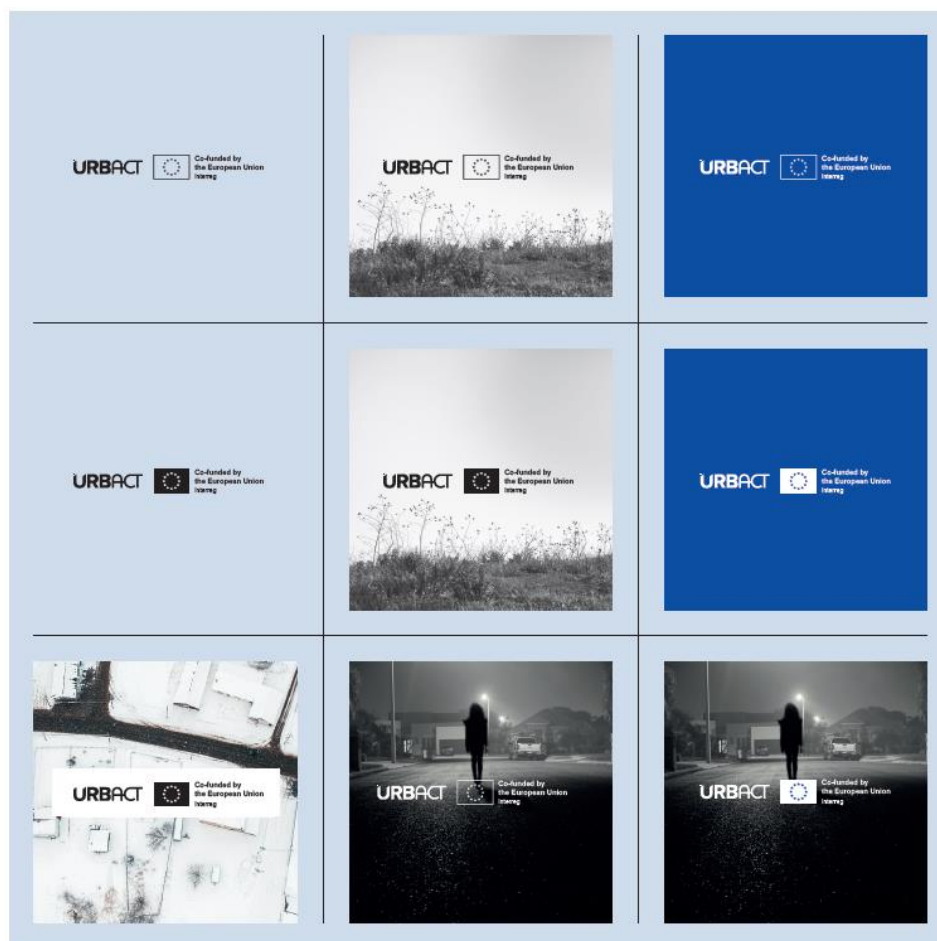 URBACT
Co-funded by
the European Union
Interreg
URBACT
Co-funded by
the European Union
Interreg
URBACT
Co-funded by
the European Union
Interreg
URBACT
Co-funded by
the European Union
Interreg
URBACT
Co-funded by
the European Union
Interreg
URBACT
Co-funded by
the European Union
Interreg
URBACT
Co-funded by
the European Union
Interreg
URBACT
Co-funded by
the European Union
Interreg
URBACT
Co-funded by
the European Union
Interreg